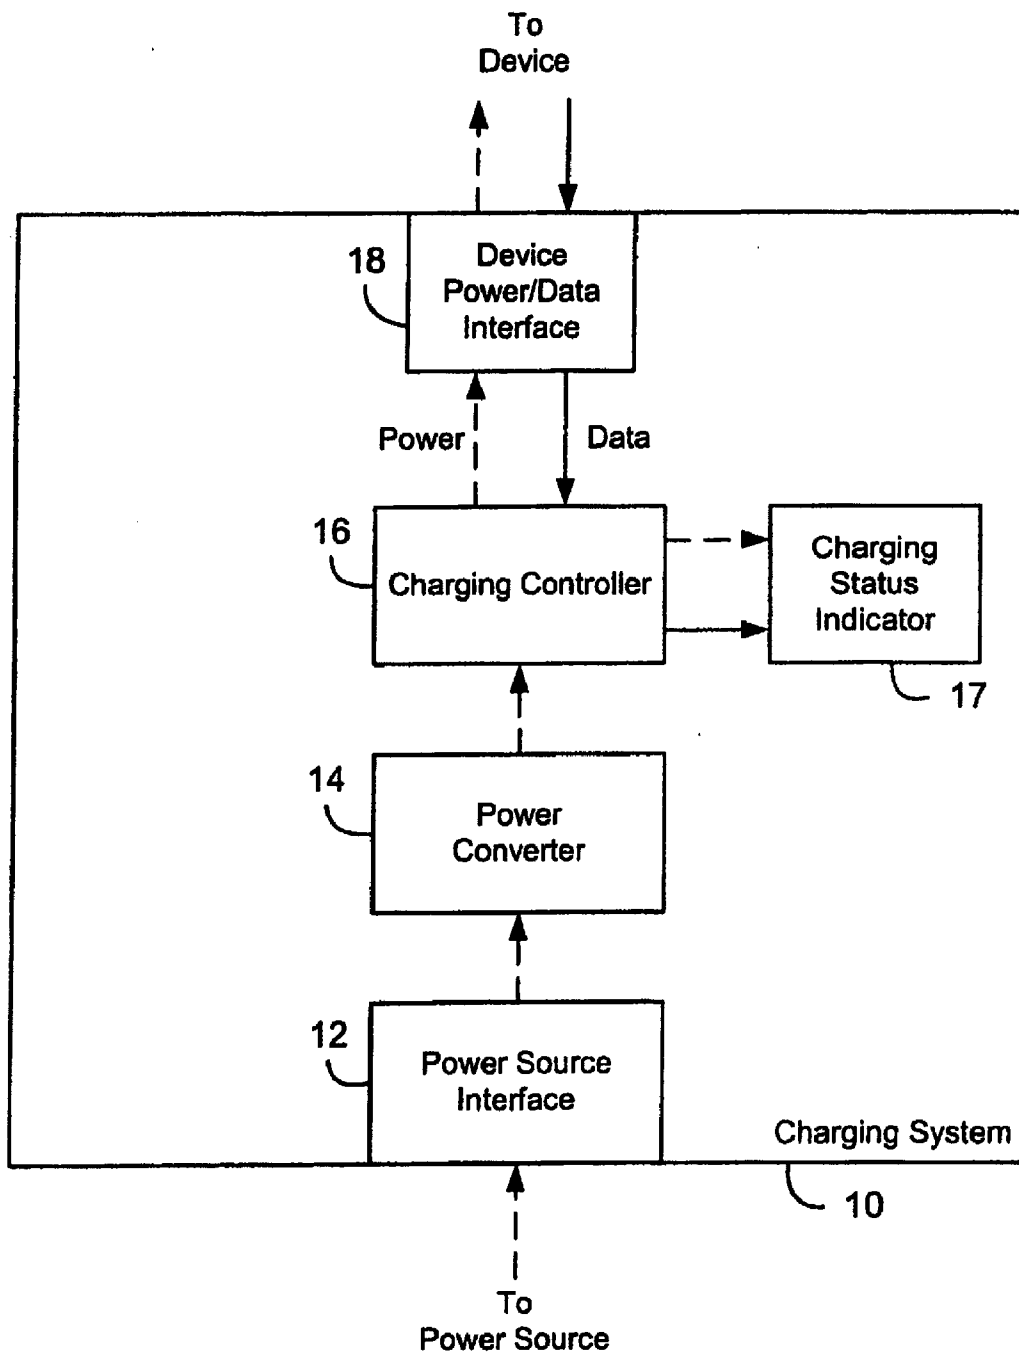 To
Device
18
Device
Power/Data
Interface
Power
Data
16
Charging Controller
Charging
Status
Indicator
17
14
Power
Converter
12
Power Source
Interface
Charging System
10
To
Power Source